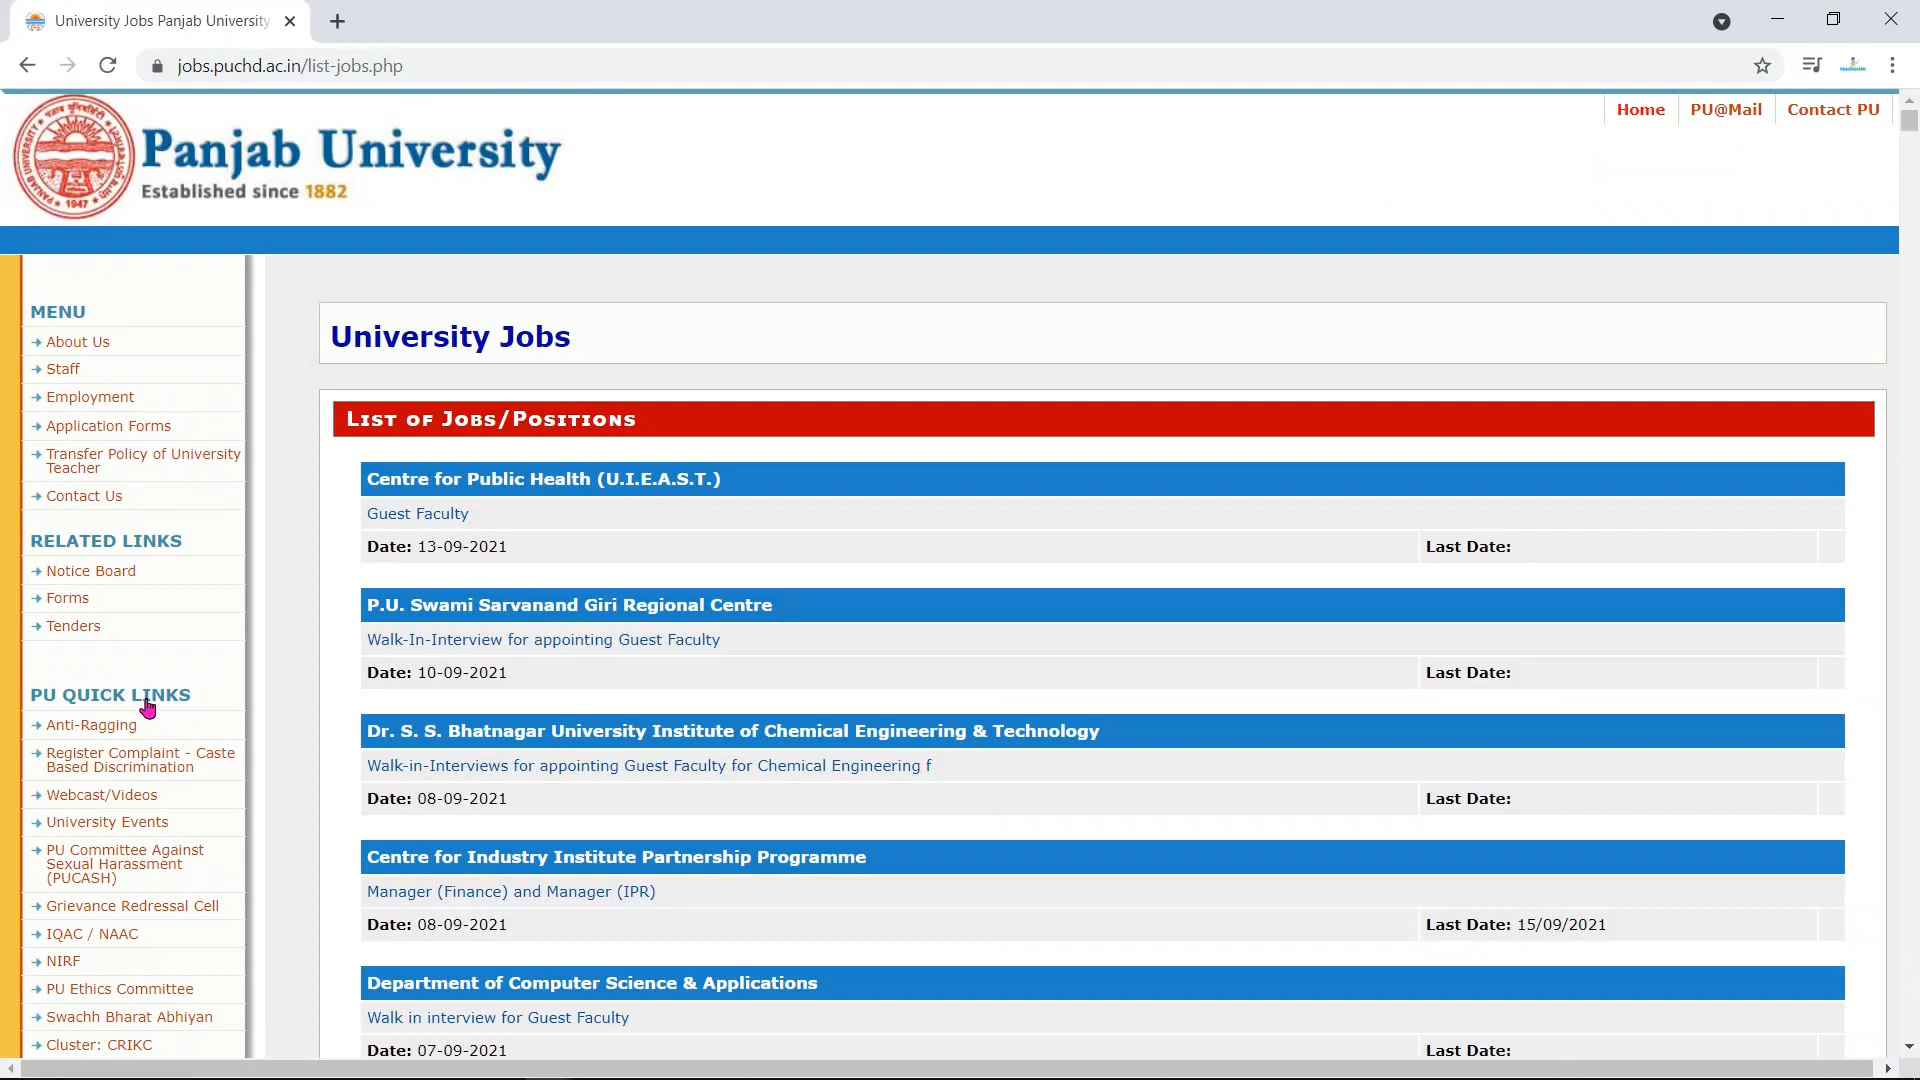 University Jobs Panjab University
jobs.puchd.ac.in/list-jobs.php
Home PU@Mail Contact PU
Panjab University
Established since 1882
1947
MENU
About Us
Staff
Employment
Application Forms
Transfer Policy of University
Teacher
Contact Us
RELATED LINKS
Notice Board
Forms
Tenders
PU QUICK LINKS
Anti-Ragging
Register Complaint - Caste
Based Discrimination
Webcast/Videos
University Events
PU Committee Against
Sexual Harassment
(PUCASH)
Grievance Redressal Cell
IQAC / NAAC
NIRF
PU Ethics Committee
Swachh Bharat Abhiyan
Cluster: CRIKC
University Jobs
List of Jobs/Positions
Centre for Public Health (U.I.E.A.S.T.)
Guest Faculty
Date: 13-09-2021 Last Date:
P.U. Swami Sarvanand Giri Regional Centre
Walk-In-Interview for appointing Guest Faculty
Date: 10-09-2021 Last Date:
Dr. S. S. Bhatnagar University Institute of Chemical Engineering & Technology
Walk-in-Interviews for appointing Guest Faculty for Chemical Engineering f
Date: 08-09-2021 Last Date:
Centre for Industry Institute Partnership Programme
Manager (Finance) and Manager (IPR)
Date: 08-09-2021 Last Date: 15/09/2021
Department of Computer Science & Applications
Walk in interview for Guest Faculty
Date: 07-09-2021 Last Date: